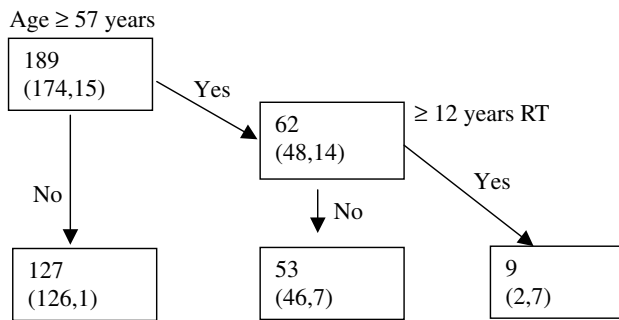 Age ≥ 57 years
189
(174,15)
Yes
62
(48,14)
≥ 12 years RT
No
No
Yes
127
(126,1)
53
(46,7)
9
(2,7)